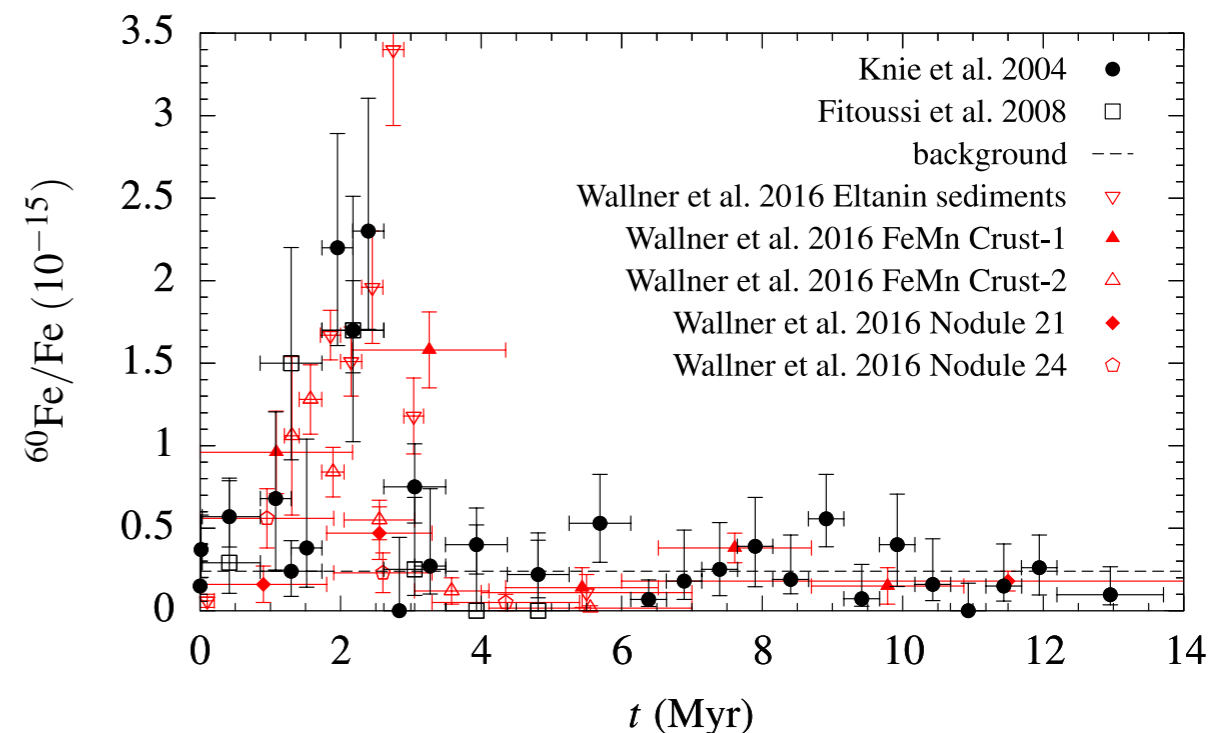 3.5
3
2.5
2
1.5
1
0.5
0
⁶⁰Fe/Fe (10⁻¹⁵)
Knie et al. 2004
Fitoussi et al. 2008
background
Wallner et al. 2016 Eltanin sediments
Wallner et al. 2016 FeMn Crust-1
Wallner et al. 2016 FeMn Crust-2
Wallner et al. 2016 Nodule 21
Wallner et al. 2016 Nodule 24
0 2 4 6 8 10 12 14
t (Myr)